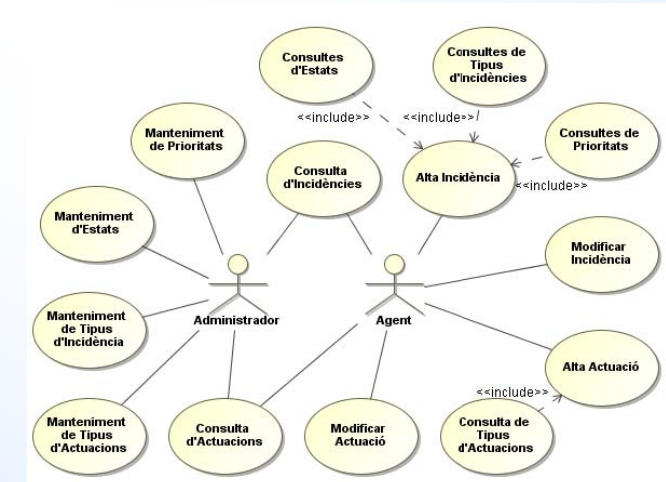 Consultes
d'Estats
Consultes de
Tipus
d'Incidències
<<include>>
<<include>>
Manteniment
de Prioritats
Consultes de
Prioritats
Consulta
d'Incidències
Alta Incidència
<<include>>
Manteniment
d'Estats
Modificar
Incidència
Manteniment
de Tipus
d'Incidència
Administrador
Agent
Alta Actuació
<<include>>
Manteniment
de Tipus
d'Actuacions
Consulta
d'Actuacions
Modificar
Actuació
Consulta de
Tipus
d'Actuacions